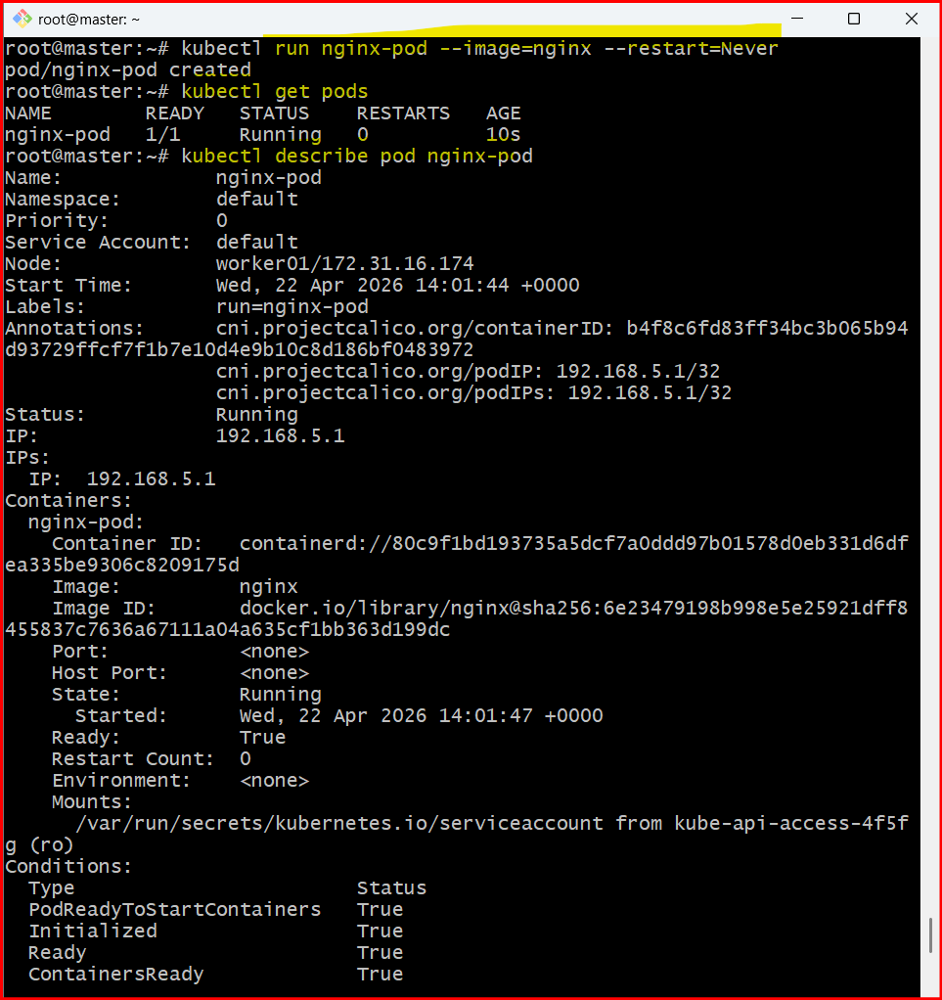 root@master: ~
root@master:~# kubectl run nginx-pod --image=nginx --restart=Never
pod/nginx-pod created
root@master:~# kubectl get pods
NAME        READY   STATUS    RESTARTS   AGE
nginx-pod   1/1     Running   0          10s
root@master:~# kubectl describe pod nginx-pod
Name:             nginx-pod
Namespace:        default
Priority:         0
Service Account:  default
Node:             worker01/172.31.16.174
Start Time:       Wed, 22 Apr 2026 14:01:44 +0000
Labels:           run=nginx-pod
Annotations:      cni.projectcalico.org/containerID: b4f8c6fd83ff34bc3b065b94
d93729ffcf7f1b7e10d4e9b10c8d186bf0483972
                  cni.projectcalico.org/podIP: 192.168.5.1/32
                  cni.projectcalico.org/podIPs: 192.168.5.1/32
Status:           Running
IP:               192.168.5.1
IPs:
  IP:  192.168.5.1
Containers:
  nginx-pod:
    Container ID:   containerd://80c9f1bd193735a5dcf7a0ddd97b01578d0eb331d6df
ea335be9306c8209175d
    Image:          nginx
    Image ID:       docker.io/library/nginx@sha256:6e23479198b998e5e25921dff8
455837c7636a67111a04a635cf1bb363d199dc
    Port:           <none>
    Host Port:      <none>
    State:          Running
      Started:      Wed, 22 Apr 2026 14:01:47 +0000
    Ready:          True
    Restart Count:  0
    Environment:    <none>
    Mounts:
      /var/run/secrets/kubernetes.io/serviceaccount from kube-api-access-4f5f
g (ro)
Conditions:
  Type                        Status
  PodReadyToStartContainers   True
  Initialized                 True
  Ready                       True
  ContainersReady             True